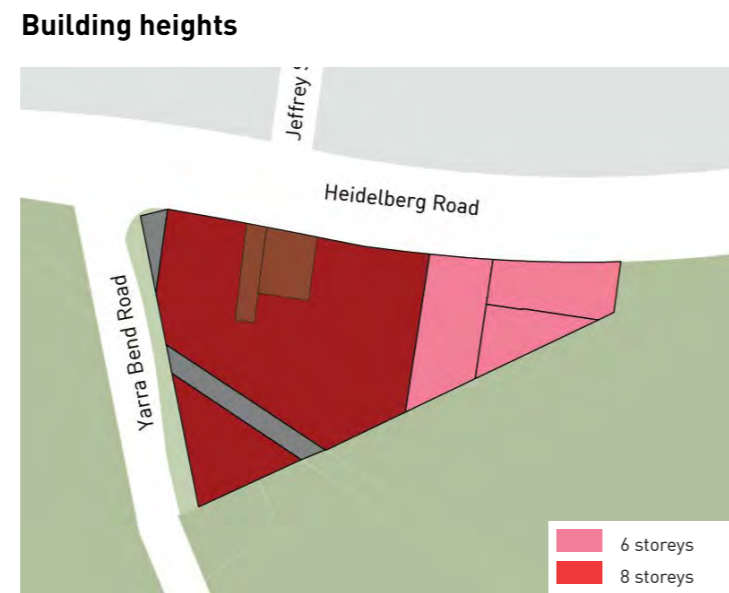 Building heights
Jeffrey
Heidelberg Road
Yarra Bend Road
6 storeys
8 storeys